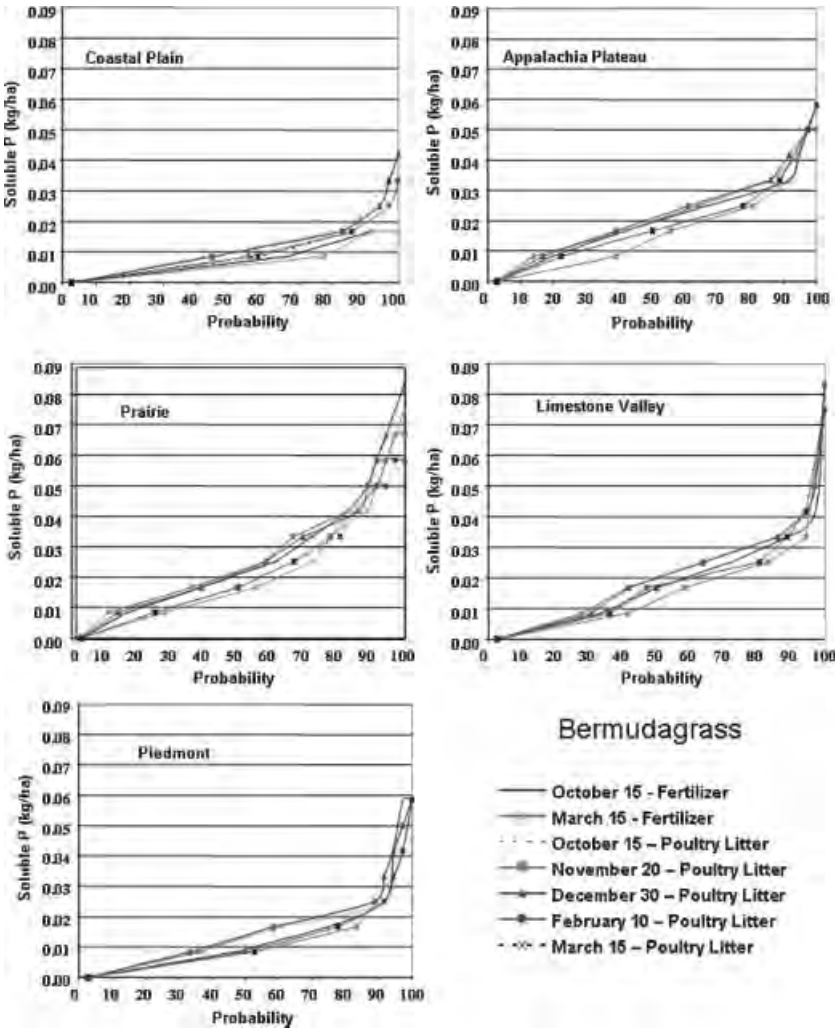 0.09
0.08
0.07
0.06
0.05
0.04
0.03
0.02
0.01
0.00
Soluble P (kg/ha)
Coastal Plain
0 10 20 30 40 50 60 70 80 90 100
Probability
0.09
0.08
0.07
0.06
0.05
0.04
0.03
0.02
0.01
0.00
Soluble P (kg/ha)
Appalachia Plateau
0 10 20 30 40 50 60 70 80 90 100
Probability
0.09
0.08
0.07
0.06
0.05
0.04
0.03
0.02
0.01
0.00
Soluble P (kg/ha)
Prairie
0 10 20 30 40 50 60 70 80 90 100
Probability
0.09
0.08
0.07
0.06
0.05
0.04
0.03
0.02
0.01
0.00
Soluble P (kg/ha)
Limestone Valley
0 10 20 30 40 50 60 70 80 90 100
Probability
0.09
0.08
0.07
0.06
0.05
0.04
0.03
0.02
0.01
0.00
Soluble P (kg/ha)
Piedmont
0 10 20 30 40 50 60 70 80 90 100
Probability
Bermudagrass
October 15 - Fertilizer
March 15 - Fertilizer
October 15 – Poultry Litter
November 20 – Poultry Litter
December 30 – Poultry Litter
February 10 – Poultry Litter
March 15 – Poultry Litter